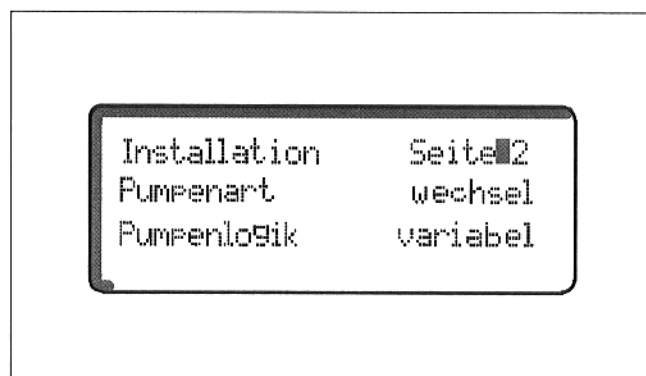 Installation Seite 2
Pumpenart wechsel
Pumpenlogik variabel